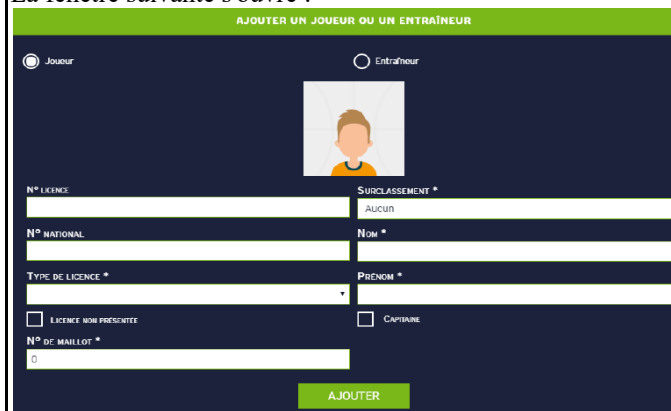 La fenêtre suivante s'ouvre :
AJOUTER UN JOUEUR OU UN ENTRAÎNEUR
Joueur
Entraîneur
N° LICENCE
SURCLASSEMENT *
Aucun
N° NATIONAL
NOM *
TYPE DE LICENCE *
PRÉNOM *
LICENCE NON PRÉSENTÉE
CAPITAINE
N° DE MAILLOT *
0
AJOUTER